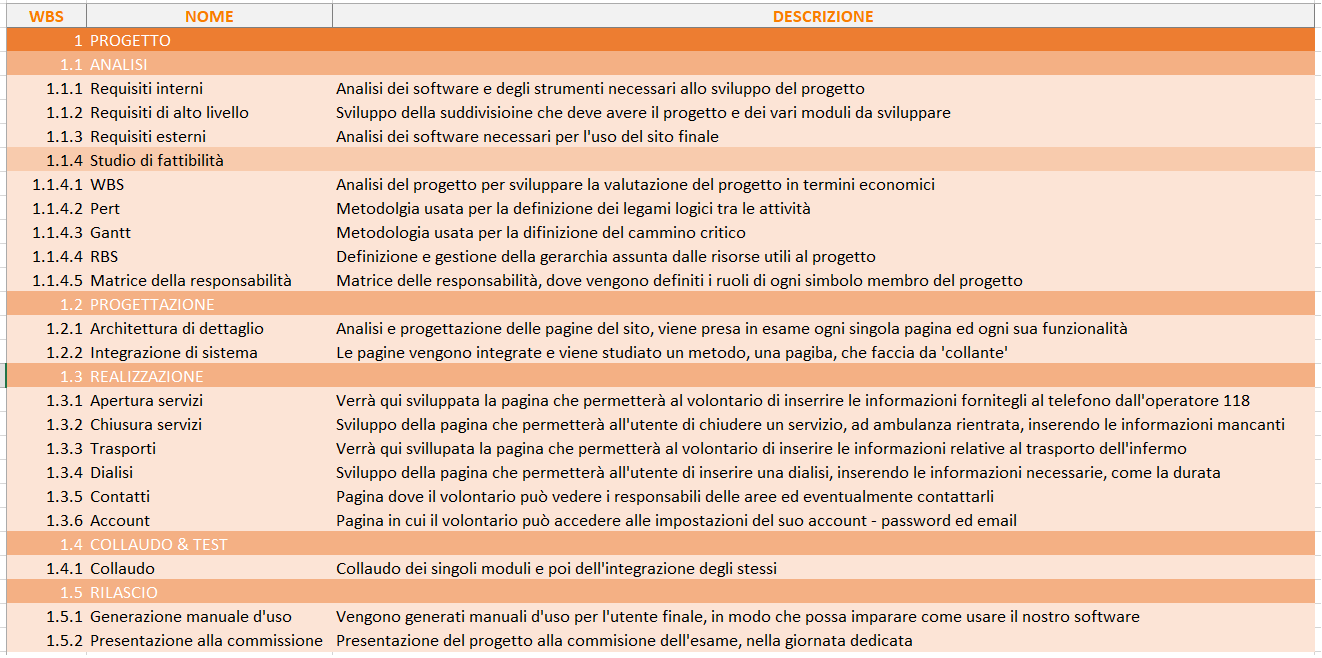 WBS NOME DESCRIZIONE
1 PROGETTO
1.1 ANALISI
1.1.1 Requisiti interni Analisi dei software e degli strumenti necessari allo sviluppo del progetto
1.1.2 Requisiti di alto livello Sviluppo della suddivisioine che deve avere il progetto e dei vari moduli da sviluppare
1.1.3 Requisiti esterni Analisi dei software necessari per l'uso del sito finale
1.1.4 Studio di fattibilità
1.1.4.1 WBS Analisi del progetto per sviluppare la valutazione del progetto in termini economici
1.1.4.2 Pert Metodolgia usata per la definizione dei legami logici tra le attività
1.1.4.3 Gantt Metodologia usata per la difinizione del cammino critico
1.1.4.4 RBS Definizione e gestione della gerarchia assunta dalle risorse utili al progetto
1.1.4.5 Matrice della responsabilità Matrice delle responsabilità, dove vengono definiti i ruoli di ogni simbolo membro del progetto
1.2 PROGETTAZIONE
1.2.1 Architettura di dettaglio Analisi e progettazione delle pagine del sito, viene presa in esame ogni singola pagina ed ogni sua funzionalità
1.2.2 Integrazione di sistema Le pagine vengono integrate e viene studiato un metodo, una pagiba, che faccia da 'collante'
1.3 REALIZZAZIONE
1.3.1 Apertura servizi Verrà qui sviluppata la pagina che permetterà al volontario di inserrire le informazioni fornitegli al telefono dall'operatore 118
1.3.2 Chiusura servizi Sviluppo della pagina che permetterà all'utente di chiudere un servizio, ad ambulanza rientrata, inserendo le informazioni mancanti
1.3.3 Trasporti Verrà qui svillupata la pagina che permetterà al volontario di inserire le informazioni relative al trasporto dell'infermo
1.3.4 Dialisi Sviluppo della pagina che permetterà all'utente di inserire una dialisi, inserendo le informazioni necessarie, come la durata
1.3.5 Contatti Pagina dove il volontario può vedere i responsabili delle aree ed eventualmente contattarli
1.3.6 Account Pagina in cui il volontario può accedere alle impostazioni del suo account - password ed email
1.4 COLLAUDO & TEST
1.4.1 Collaudo Collaudo dei singoli moduli e poi dell'integrazione degli stessi
1.5 RILASCIO
1.5.1 Generazione manuale d'uso Vengono generati manuali d'uso per l'utente finale, in modo che possa imparare come usare il nostro software
1.5.2 Presentazione alla commissione Presentazione del progetto alla commisione dell'esame, nella giornata dedicata